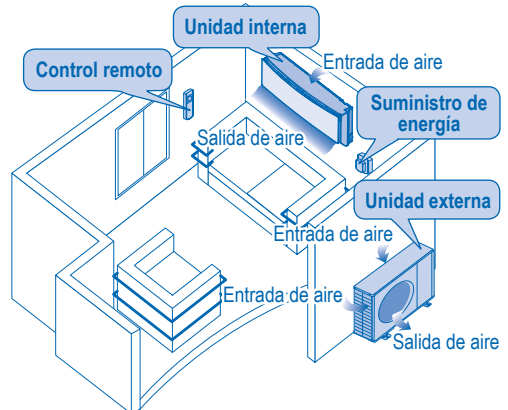 Unidad interna
Entrada de aire
Control remoto
Suministro de
energía
Salida de aire
Unidad externa
Entrada de aire
Entrada de aire
Salida de aire